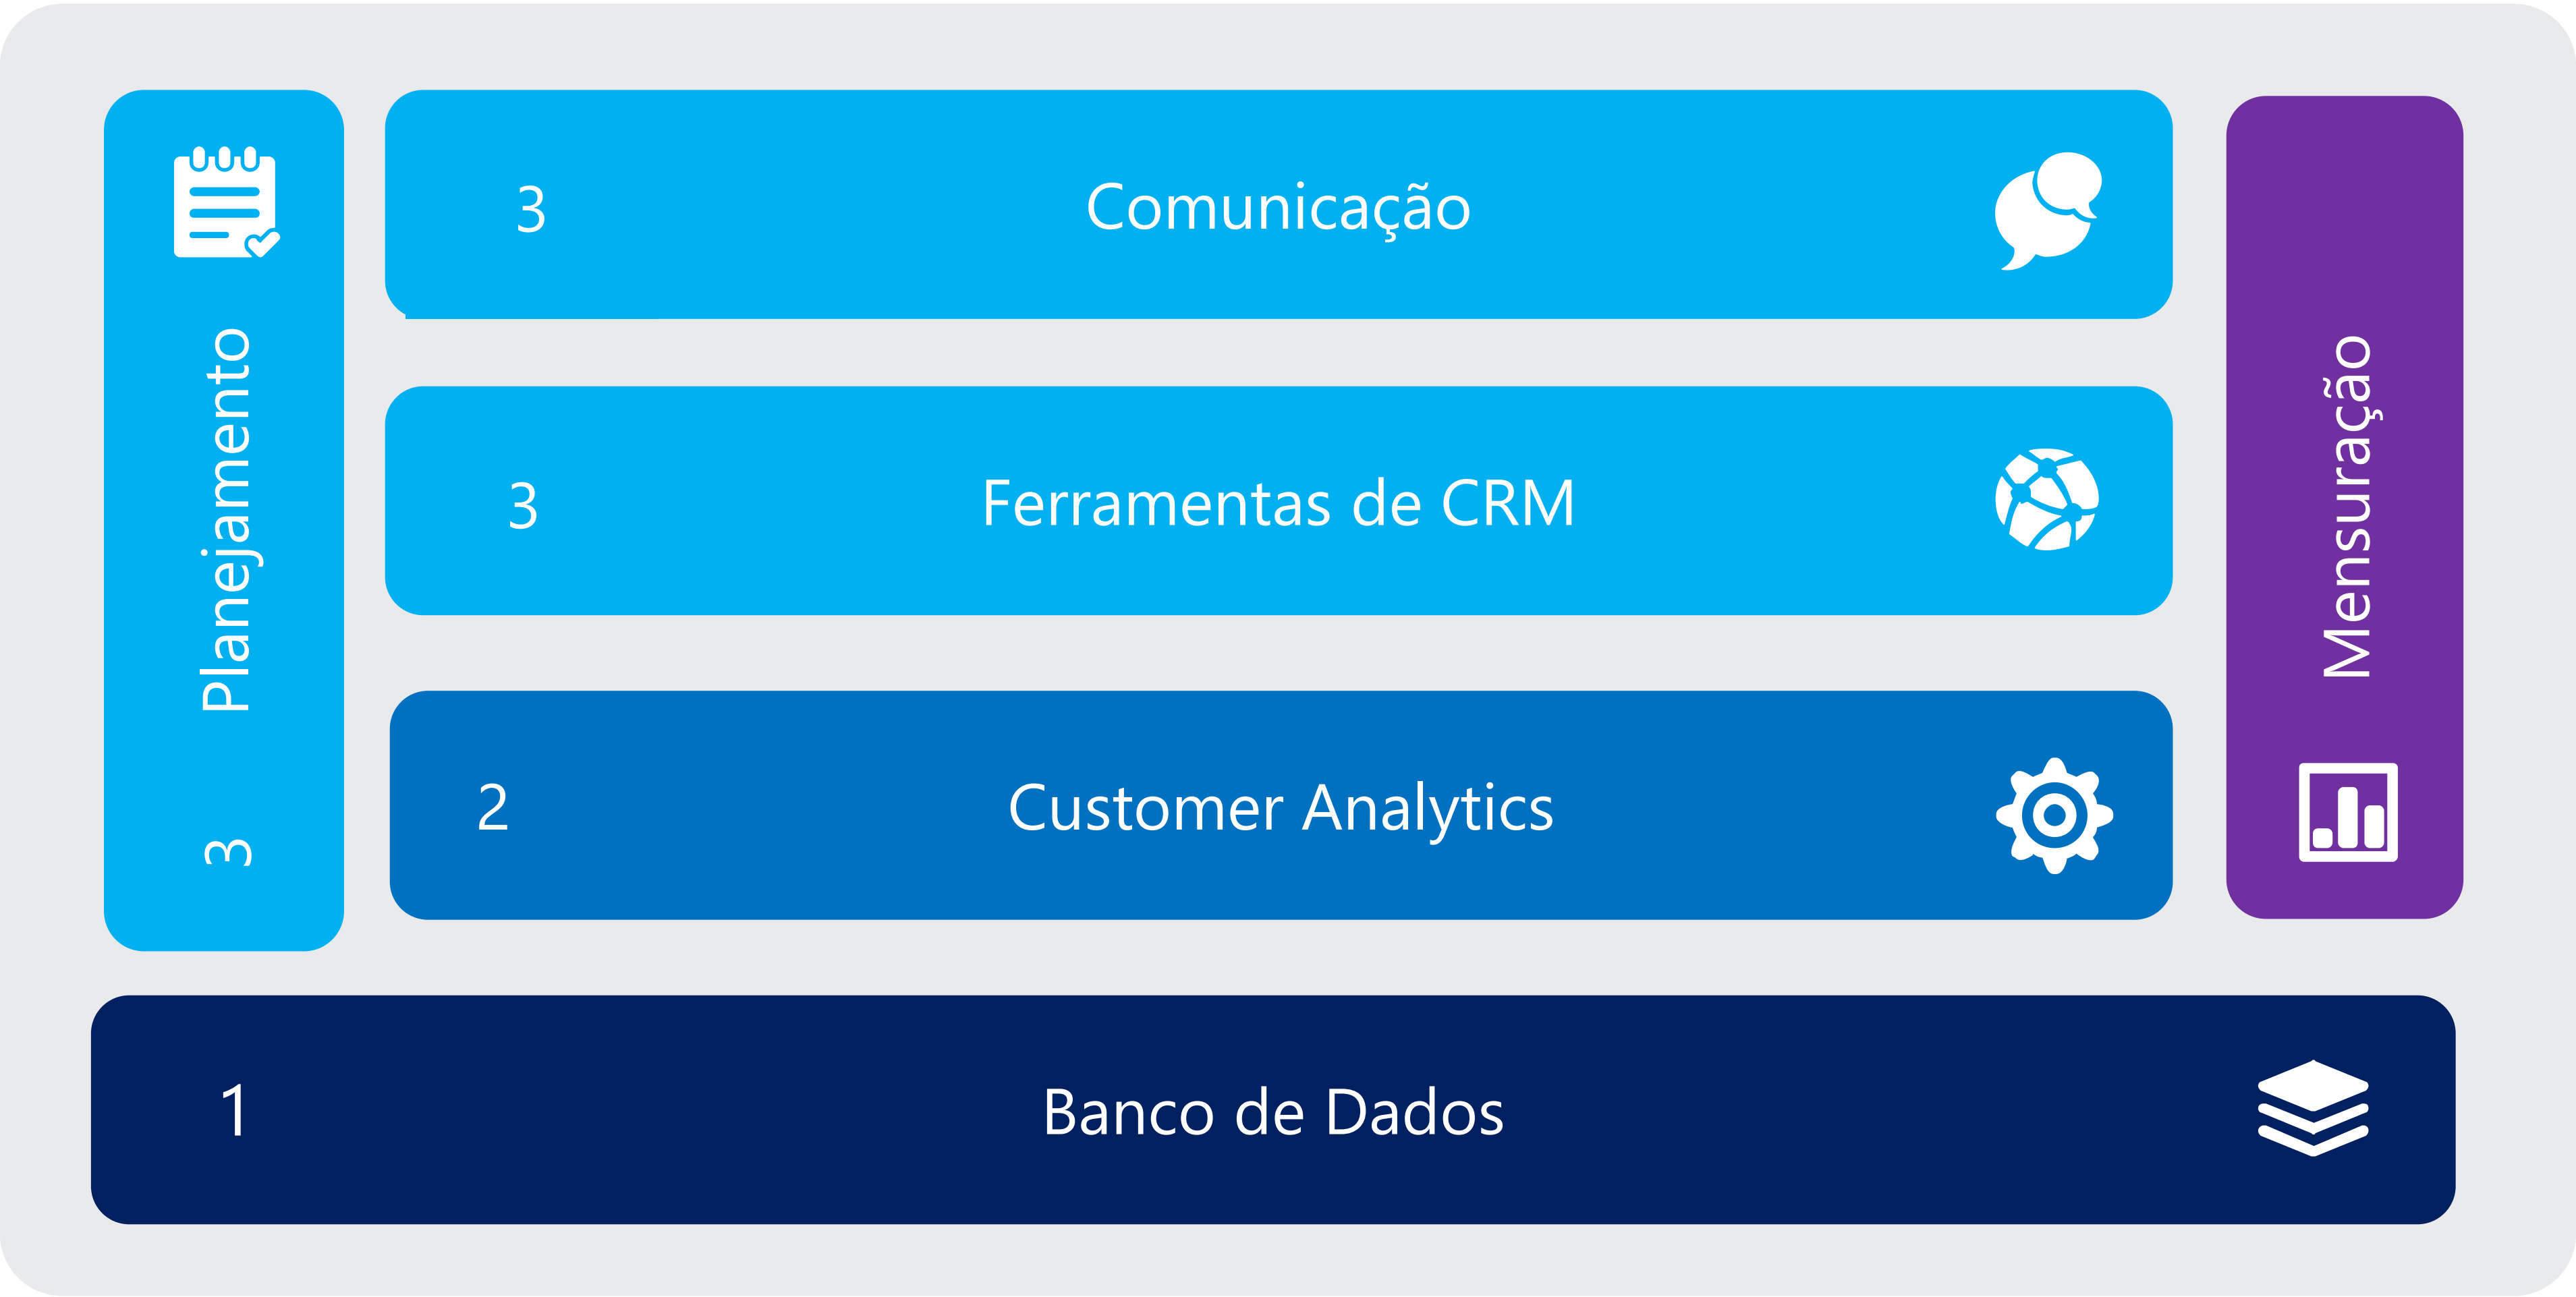 3 Planejamento
3 Comunicação
3 Ferramentas de CRM
2 Customer Analytics
Mensuração
1 Banco de Dados